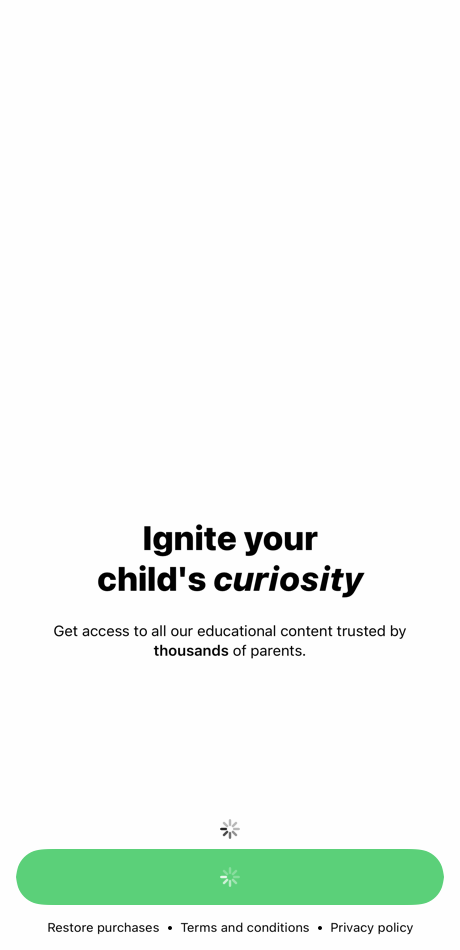 Ignite your
child's curiosity
Get access to all our educational content trusted by
thousands of parents.
Restore purchases • Terms and conditions • Privacy policy